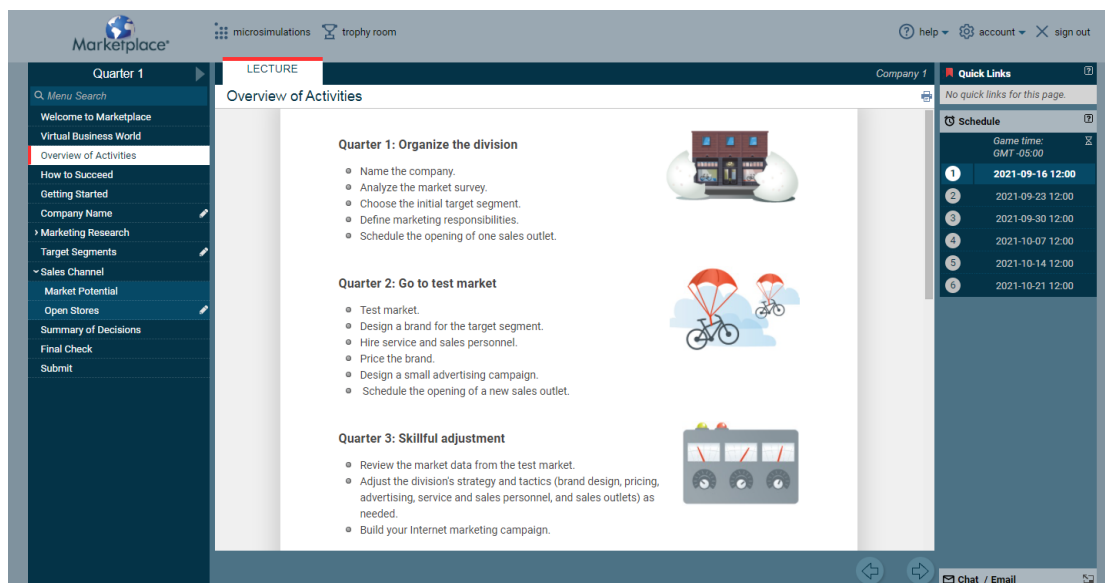 Marketplace®
microsimulations
trophy room
help
account
sign out
Quarter 1
Menu Search
Welcome to Marketplace
Virtual Business World
Overview of Activities
How to Succeed
Getting Started
Company Name
Marketing Research
Target Segments
Sales Channel
Market Potential
Open Stores
Summary of Decisions
Final Check
Submit
LECTURE
Company 1
Overview of Activities
Quarter 1: Organize the division
Name the company.
Analyze the market survey.
Choose the initial target segment.
Define marketing responsibilities.
Schedule the opening of one sales outlet.
Quarter 2: Go to test market
Test market.
Design a brand for the target segment.
Hire service and sales personnel.
Price the brand.
Design a small advertising campaign.
Schedule the opening of a new sales outlet.
Quarter 3: Skillful adjustment
Review the market data from the test market.
Adjust the division's strategy and tactics (brand design, pricing,
advertising, service and sales personnel, and sales outlets) as
needed.
Build your Internet marketing campaign.
Quick Links
No quick links for this page.
Schedule
Game time:
GMT -05:00
1 2021-09-16 12:00
2 2021-09-23 12:00
3 2021-09-30 12:00
4 2021-10-07 12:00
5 2021-10-14 12:00
6 2021-10-21 12:00
Chat / Email